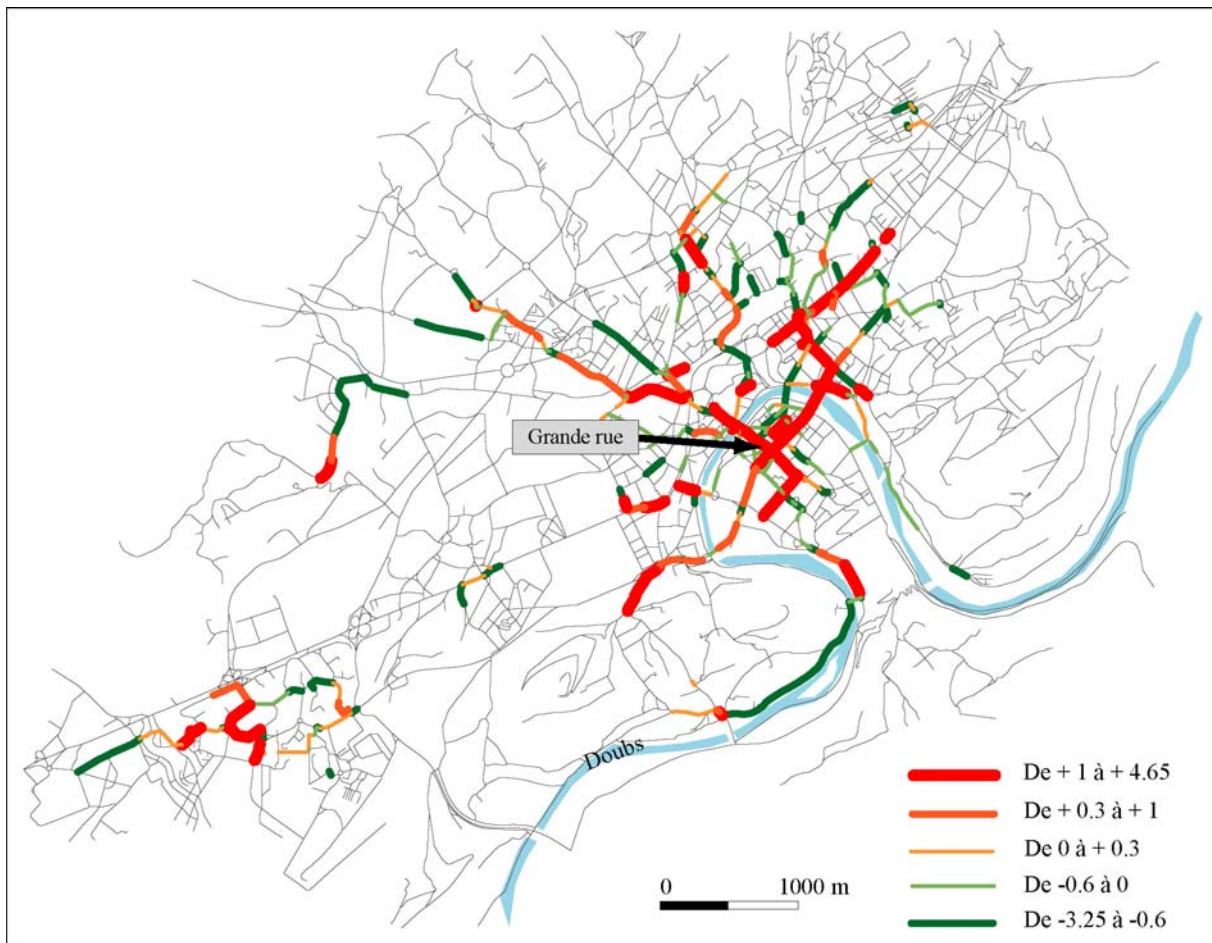 Grande rue
Doubs
De + 1 à + 4.65
De + 0.3 à + 1
De 0 à + 0.3
De -0.6 à 0
De -3.25 à -0.6
0 1000 m